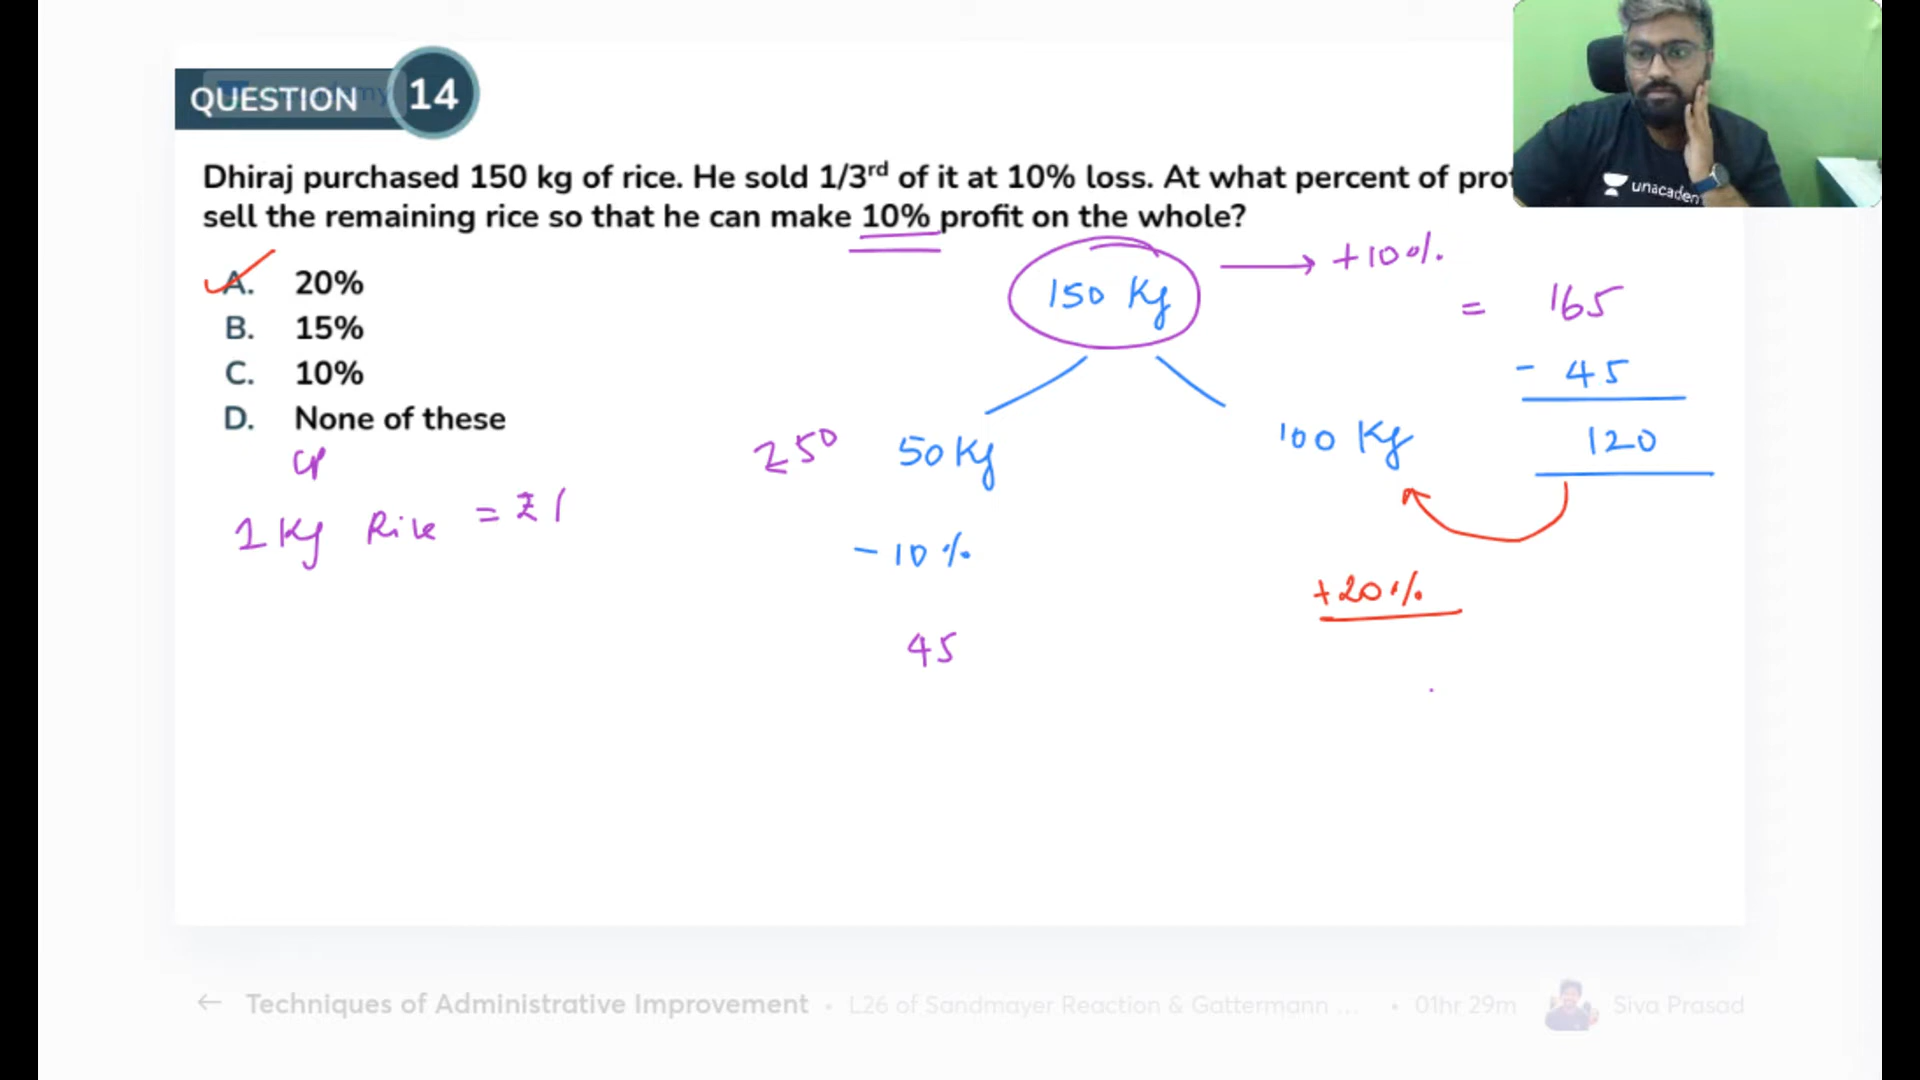 QUESTION 14
Dhiraj purchased 150 kg of rice. He sold 1/3rd of it at 10% loss. At what percent of
sell the remaining rice so that he can make 10% profit on the whole?
A. 20%
B. 15%
C. 10%
D. None of these
150 Kg
+10%
= 165
- 45
120
250 50 Kg
100 Kg
CP
1 Kg Rice = ₹1
-10%
+20%
45
unacadem
← Techniques of Administrative Improvement • L26 of Sandmayer Reaction & Gattermann ... • 01hr 29m Siva Prasad